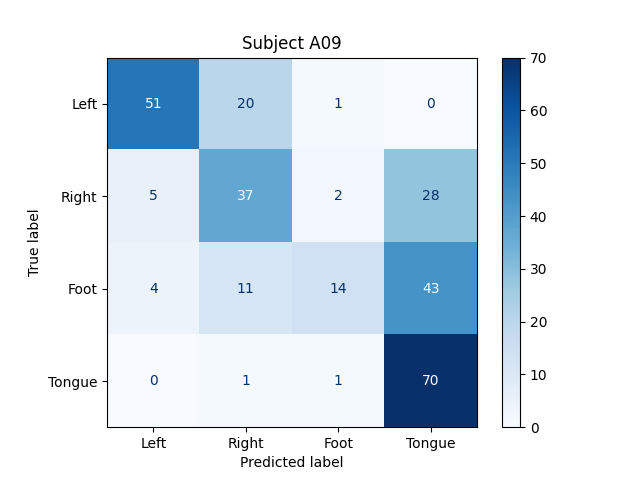 Subject A09
True label
Left 51 20 1 0
Right 5 37 2 28
Foot 4 11 14 43
Tongue 0 1 1 70
Left Right Foot Tongue
Predicted label
70
60
50
40
30
20
10
0